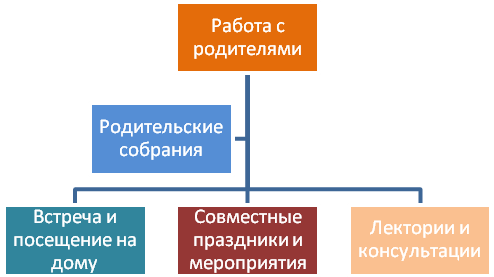 Работа с
родителями
Родительские
собрания
Встреча и
посещение на
дому
Совместные
праздники и
мероприятия
Лектории и
консультации